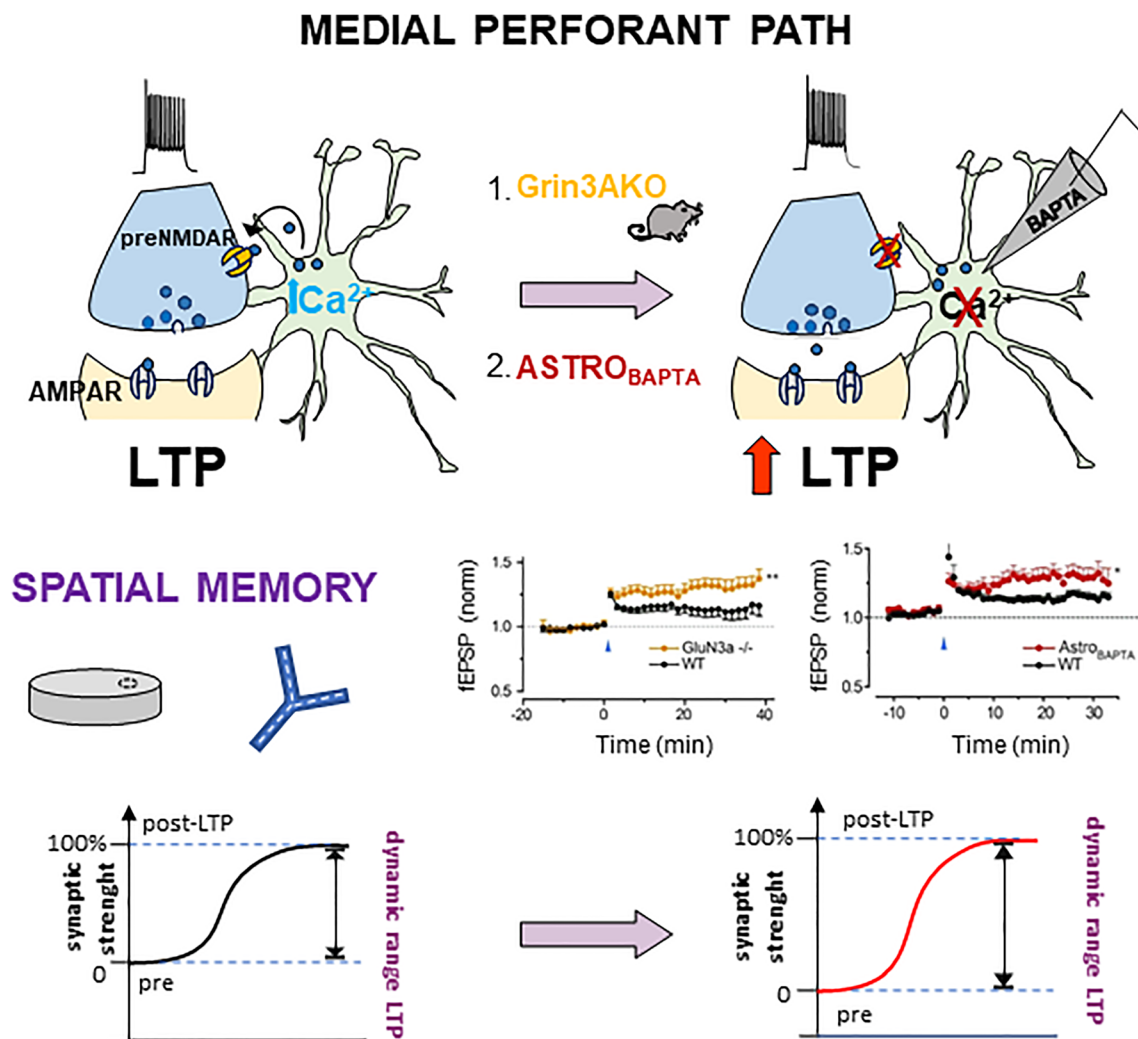 MEDIAL PERFORANT PATH
preNMDAR
Ca²⁺
AMPAR
LTP
1. Grin3AKO
2. ASTRO_BAPTA
BAPTA
Ca²⁺
LTP
SPATIAL MEMORY
fEPSP (norm)
1.5
1.0
0.5
**
GluN3a -/-
WT
-20
0
20
40
Time (min)
fEPSP (norm)
1.5
1.0
0.5
*
Astro_BAPTA
WT
-10
0
10
20
30
Time (min)
synaptic
strenght
100%
0
post-LTP
pre
dynamic range LTP
synaptic
strenght
100%
0
post-LTP
pre
dynamic range LTP